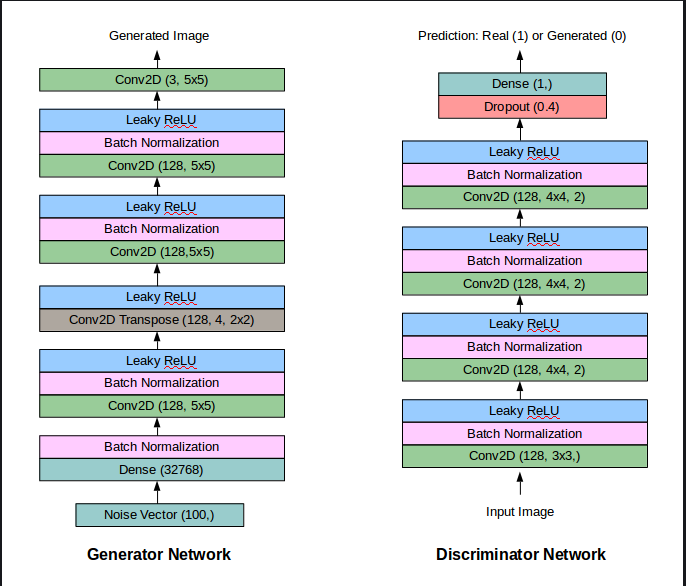 Generated Image
Conv2D (3, 5x5)
Leaky ReLU
Batch Normalization
Conv2D (128, 5x5)
Leaky ReLU
Batch Normalization
Conv2D (128,5x5)
Leaky ReLU
Conv2D Transpose (128, 4, 2x2)
Leaky ReLU
Batch Normalization
Conv2D (128, 5x5)
Batch Normalization
Dense (32768)
Noise Vector (100,)
Generator Network
Prediction: Real (1) or Generated (0)
Dense (1,)
Dropout (0.4)
Leaky ReLU
Batch Normalization
Conv2D (128, 4x4, 2)
Leaky ReLU
Batch Normalization
Conv2D (128, 4x4, 2)
Leaky ReLU
Batch Normalization
Conv2D (128, 4x4, 2)
Leaky ReLU
Batch Normalization
Conv2D (128, 3x3,)
Input Image
Discriminator Network